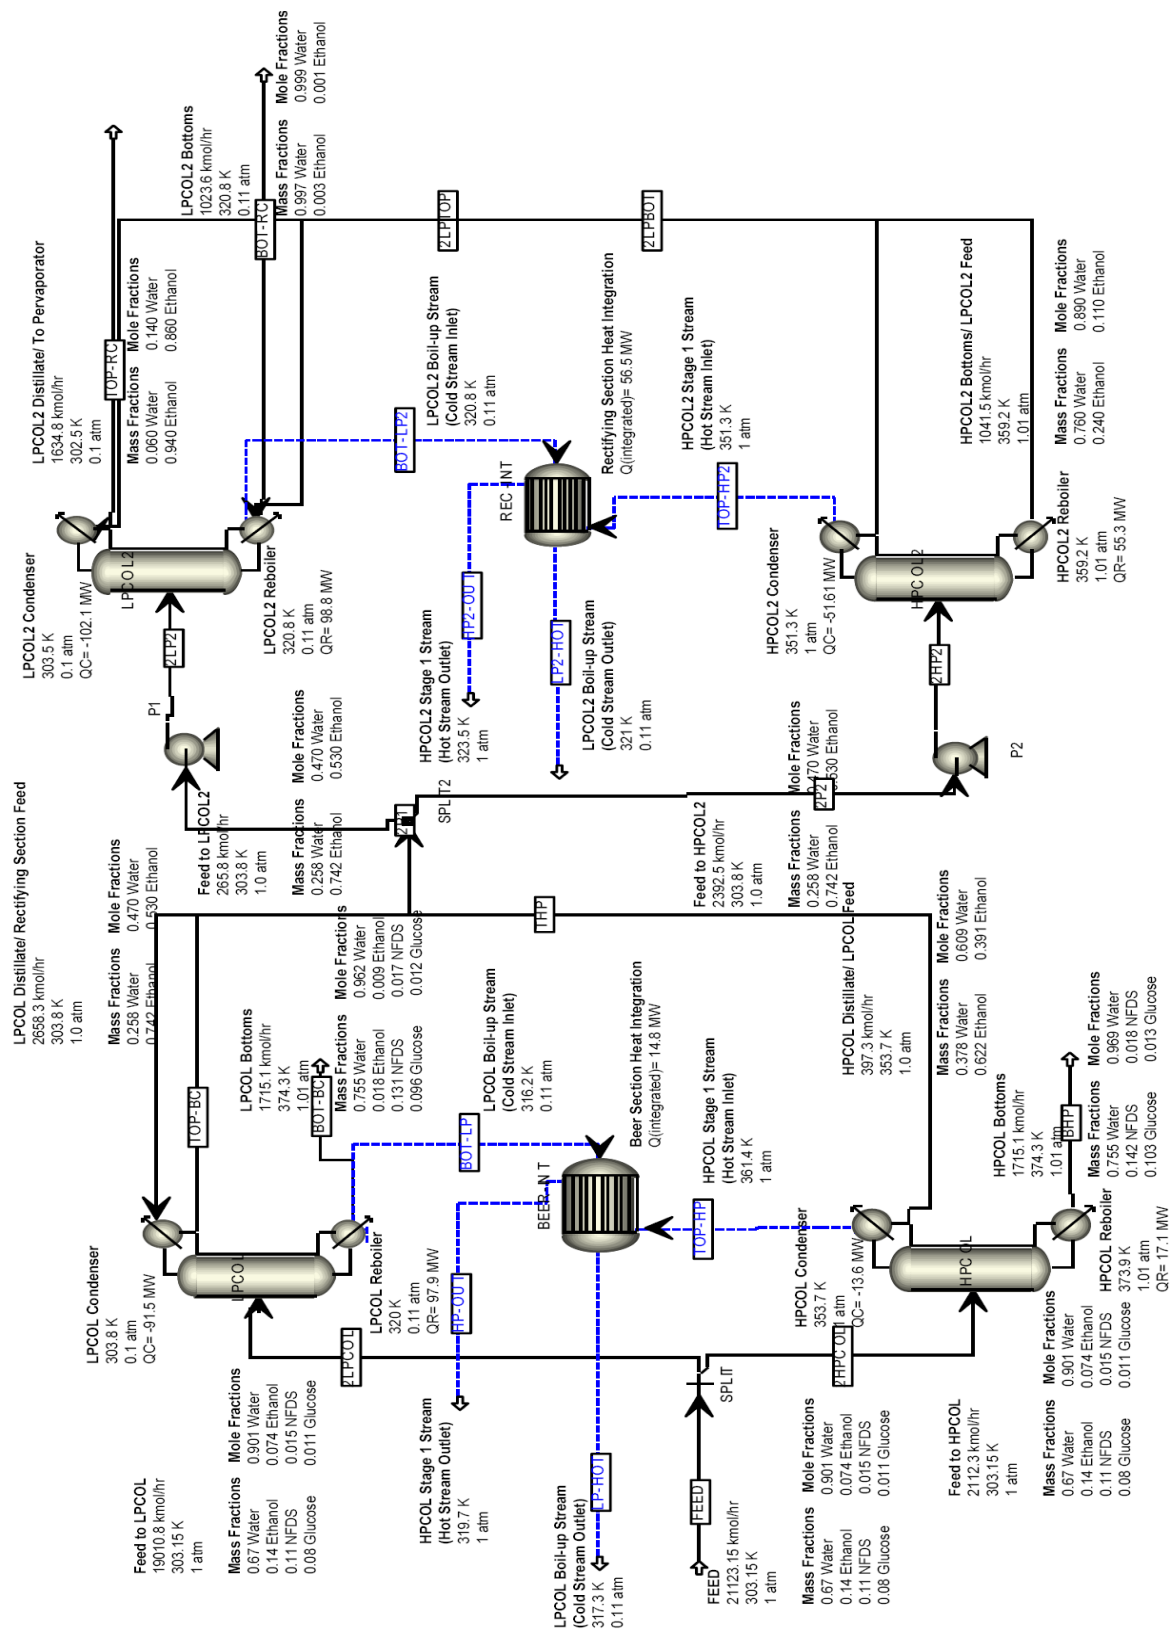 LPCOL Distillate/ Rectifying Section Feed
2658.3 kmol/hr
303.8 K
1.0 atm
Mass Fractions Mole Fractions
0.258 Water 0.470 Water
0.742 Ethanol 0.530 Ethanol
LPCOL Condenser
303.8 K
0.1 atm
QC= -91.5 MW
TOP-BC
LPCOL
LPCOL Bottoms
1715.1 kmol/hr
374.3 K
1.01 atm
BOT-BC
Mass Fractions Mole Fractions
0.755 Water 0.962 Water
0.018 Ethanol 0.009 Ethanol
0.131 NFDS 0.017 NFDS
0.096 Glucose 0.012 Glucose
LPCOL Reboiler
320 K
0.11 atm
QR= 97.9 MW
2LPCOL
Feed to LPCOL
19010.8 kmol/hr
303.15 K
1 atm
Mass Fractions Mole Fractions
0.67 Water 0.901 Water
0.14 Ethanol 0.074 Ethanol
0.11 NFDS 0.015 NFDS
0.08 Glucose 0.011 Glucose
BOT-LP
LPCOL Boil-up Stream
(Cold Stream Inlet)
316.2 K
0.11 atm
HP-OUT
HPCOL Stage 1 Stream
(Hot Stream Outlet)
319.7 K
1 atm
BEER-INT
Beer Section Heat Integration
Q(integrated)= 14.8 MW
LP-HOT
LPCOL Boil-up Stream
(Cold Stream Outlet)
317.3 K
0.11 atm
TOP-HP
HPCOL Stage 1 Stream
(Hot Stream Inlet)
361.4 K
1 atm
FEED
FEED
21123.15 kmol/hr
303.15 K
1 atm
SPLIT
Mass Fractions Mole Fractions
0.67 Water 0.901 Water
0.14 Ethanol 0.074 Ethanol
0.11 NFDS 0.015 NFDS
0.08 Glucose 0.011 Glucose
2HPCOL
HPCOL Condenser
353.7 K
1 atm
QC= -13.6 MW
THP
HPCOL Distillate/ LPCOL Feed
397.3 kmol/hr
353.7 K
1.0 atm
Mass Fractions Mole Fractions
0.378 Water 0.609 Water
0.622 Ethanol 0.391 Ethanol
HPCOL
Feed to HPCOL
2112.3 kmol/hr
303.15 K
1 atm
Mass Fractions Mole Fractions
0.67 Water 0.901 Water
0.14 Ethanol 0.074 Ethanol
0.11 NFDS 0.015 NFDS
0.08 Glucose 0.011 Glucose
HPCOL Bottoms
1715.1 kmol/hr
374.3 K
1.01 atm
BHP
Mass Fractions Mole Fractions
0.755 Water 0.969 Water
0.142 NFDS 0.018 NFDS
0.103 Glucose 0.013 Glucose
HPCOL Reboiler
373.9 K
1.01 atm
QR= 17.1 MW
LPCOL2 Condenser
303.5 K
0.1 atm
QC= -102.1 MW
LPCOL2 Distillate/ To Pervaporator
1634.8 kmol/hr
302.5 K
0.1 atm
TOP-RC
Mass Fractions Mole Fractions
0.060 Water 0.140 Water
0.940 Ethanol 0.860 Ethanol
LPCOL2 Bottoms
1023.6 kmol/hr
320.8 K
0.11 atm
BOT-RC
Mass Fractions Mole Fractions
0.997 Water 0.999 Water
0.003 Ethanol 0.001 Ethanol
LPCOL2
2LP2
P1
LPCOL2 Reboiler
320.8 K
0.11 atm
QR= 98.8 MW
Feed to LPCOL2
265.8 kmol/hr
303.8 K
1.0 atm
Mass Fractions Mole Fractions
0.258 Water 0.470 Water
0.742 Ethanol 0.530 Ethanol
SPLIT2
2LPTOP
BOT-LP2
LPCOL2 Boil-up Stream
(Cold Stream Inlet)
320.8 K
0.11 atm
HP2-OUT
HPCOL2 Stage 1 Stream
(Hot Stream Outlet)
323.5 K
1 atm
REC-INT
Rectifying Section Heat Integration
Q(integrated)= 56.5 MW
LP2-HOT
LPCOL2 Boil-up Stream
(Cold Stream Outlet)
321 K
0.11 atm
2LPBOT
TOP-HP2
HPCOL2 Stage 1 Stream
(Hot Stream Inlet)
351.3 K
1 atm
Feed to HPCOL2
2392.5 kmol/hr
303.8 K
1.0 atm
2P2
Mass Fractions Mole Fractions
0.258 Water 0.470 Water
0.742 Ethanol 0.530 Ethanol
P2
2HP2
HPCOL2 Condenser
351.3 K
1 atm
QC= -51.61 MW
HPCOL2
HPCOL2 Bottoms/ LPCOL2 Feed
1041.5 kmol/hr
359.2 K
1.01 atm
Mass Fractions Mole Fractions
0.760 Water 0.890 Water
0.240 Ethanol 0.110 Ethanol
HPCOL2 Reboiler
359.2 K
1.01 atm
QR= 55.3 MW